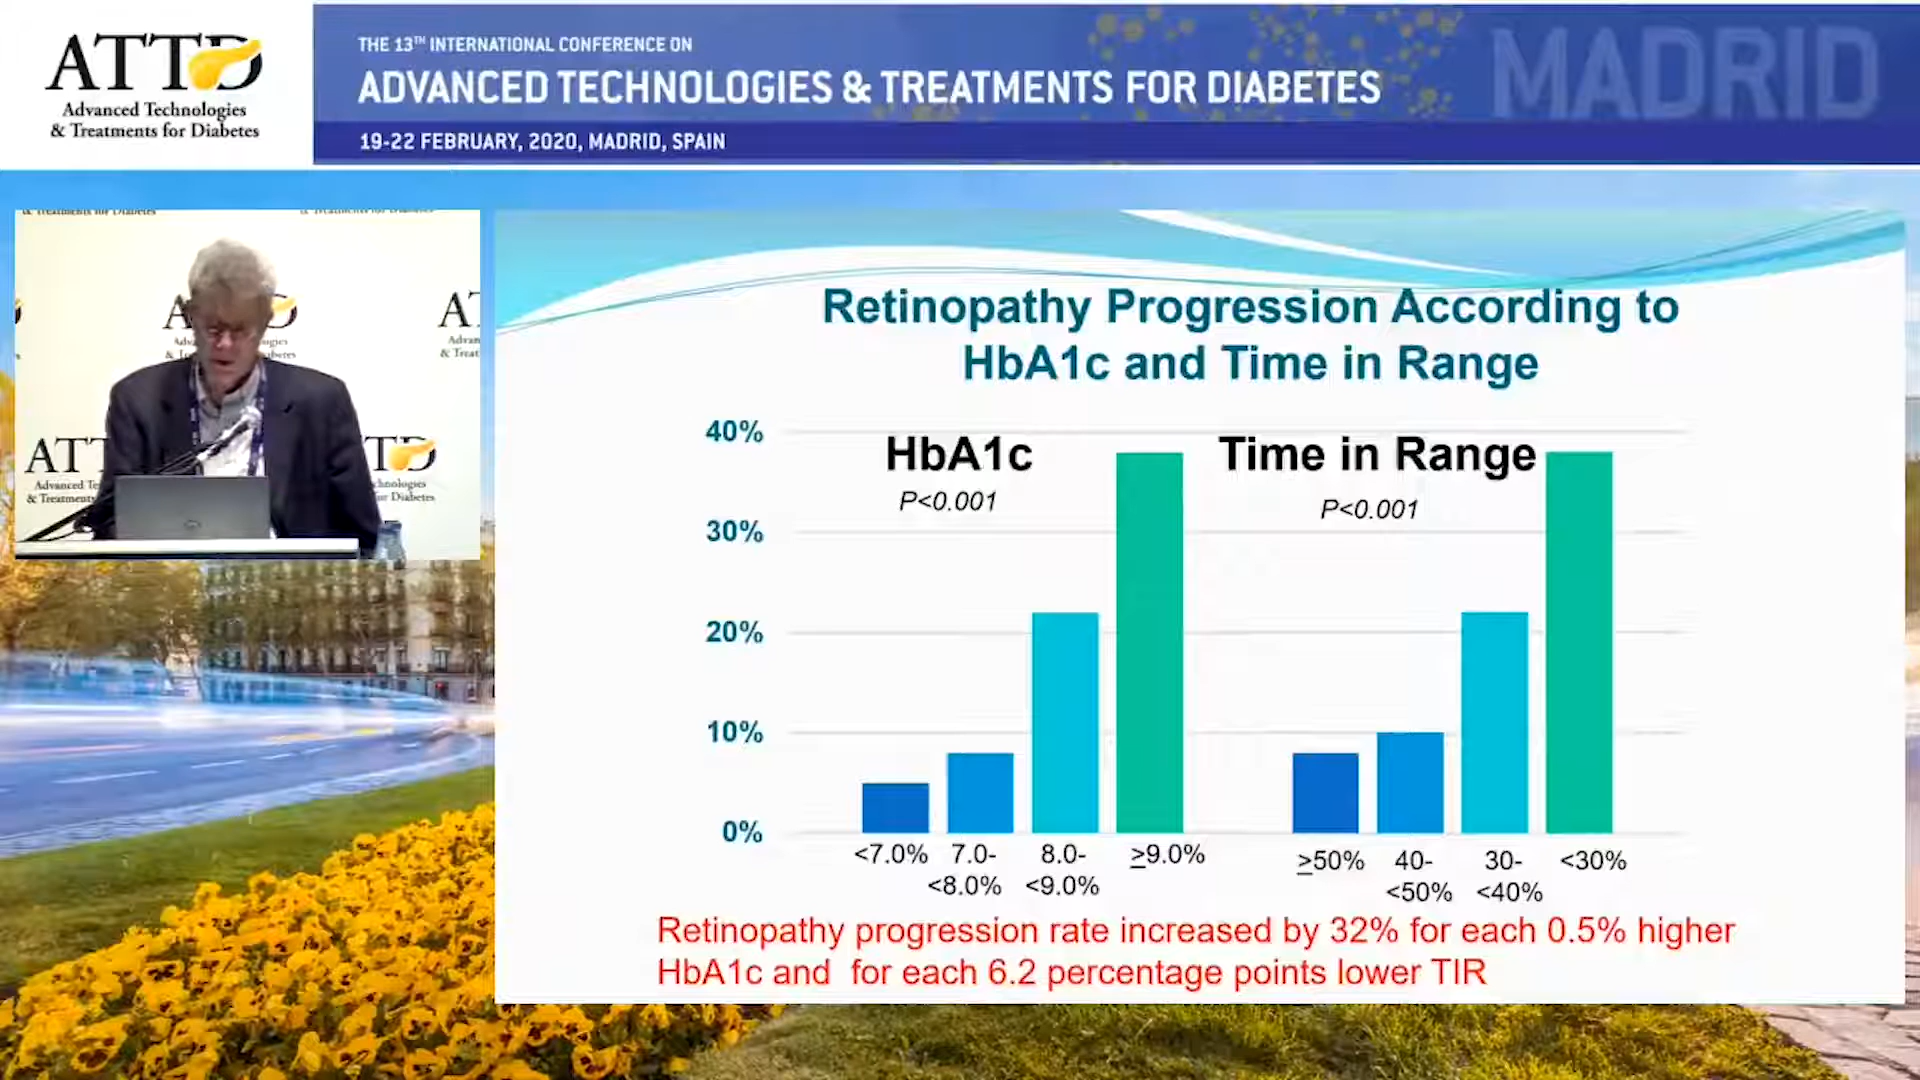 ATTD
Advanced Technologies
& Treatments for Diabetes
THE 13TH INTERNATIONAL CONFERENCE ON
ADVANCED TECHNOLOGIES & TREATMENTS FOR DIABETES
19-22 FEBRUARY, 2020, MADRID, SPAIN
MADRID
Retinopathy Progression According to
HbA1c and Time in Range
40%
30%
20%
10%
0%
HbA1c
P<0.001
Time in Range
P<0.001
<7.0% 7.0- 8.0- ≥9.0%
<8.0% <9.0%
≥50% 40- 30- <30%
<50% <40%
Retinopathy progression rate increased by 32% for each 0.5% higher
HbA1c and for each 6.2 percentage points lower TIR